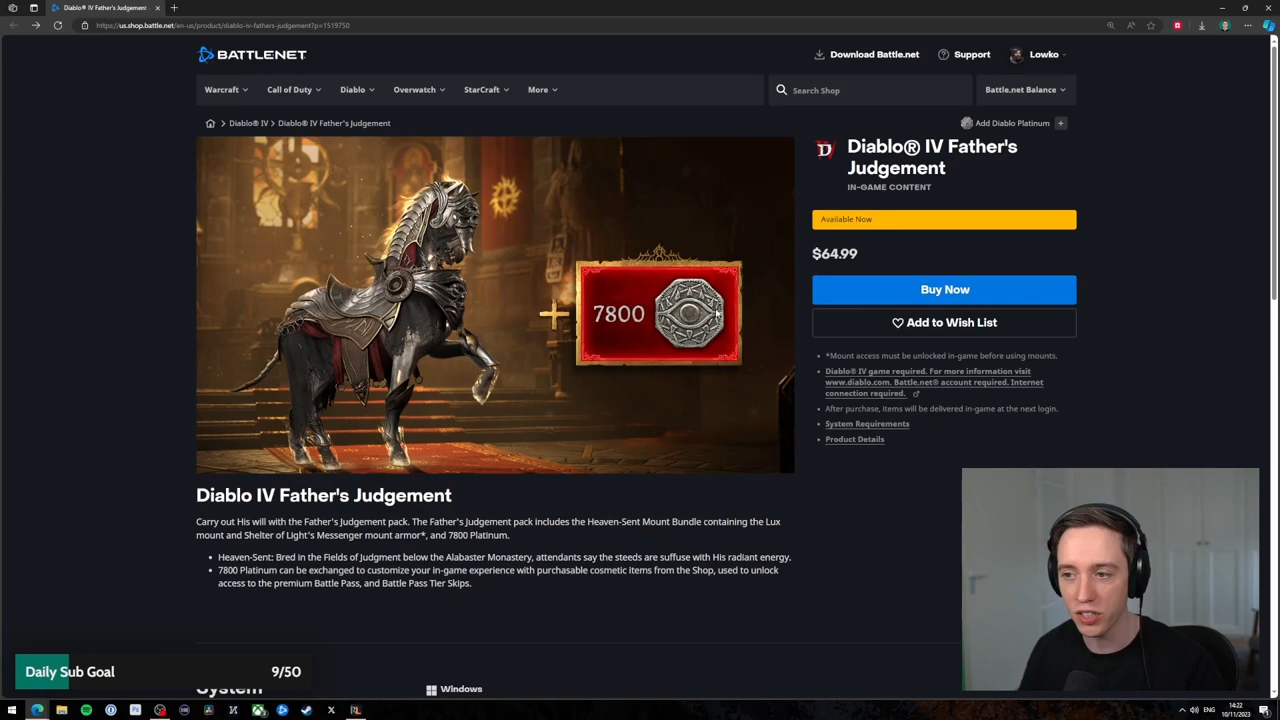 Diablo® IV Father's Judgement
https://us.shop.battle.net/en-us/product/diablo-iv-fathers-judgement?p=1519750
BATTLENET
Download Battle.net
Support
Lowko
Warcraft
Call of Duty
Diablo
Overwatch
StarCraft
More
Search Shop
Battle.net Balance
Diablo® IV
Diablo® IV Father's Judgement
Add Diablo Platinum
Diablo® IV Father's
Judgement
IN-GAME CONTENT
Available Now
$64.99
Buy Now
Add to Wish List
*Mount access must be unlocked in-game before using mounts.
Diablo® IV game required. For more information visit
www.diablo.com. Battle.net® account required. Internet
connection required.
After purchase, items will be delivered in-game at the next login.
System Requirements
Product Details
7800
Diablo IV Father's Judgement
Carry out His will with the Father's Judgement pack. The Father's Judgement pack includes the Heaven-Sent Mount Bundle containing the Lux
mount and Shelter of Light's Messenger mount armor*, and 7800 Platinum.
Heaven-Sent: Bred in the Fields of Judgment below the Alabaster Monastery, attendants say the steeds are suffuse with His radiant energy.
7800 Platinum can be exchanged to customize your in-game experience with purchasable cosmetic items from the Shop, used to unlock
access to the premium Battle Pass, and Battle Pass Tier Skips.
Daily Sub Goal
9/50
System
Windows
ENG
14:22
10/11/2023